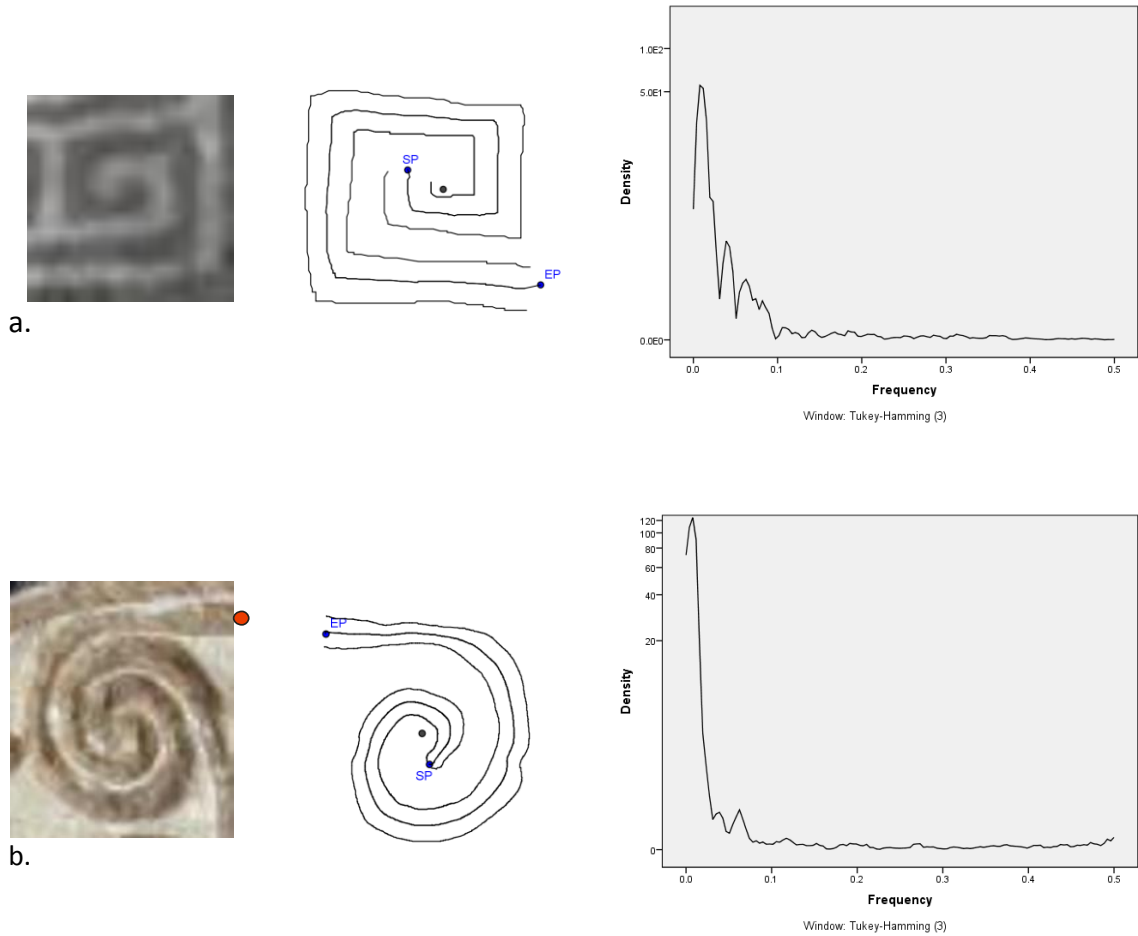 SP
EP
a.
1.0E2
5.0E1
0.0E0
Density
0.0 0.1 0.2 0.3 0.4 0.5
Frequency
Window: Tukey-Hamming (3)
EP
SP
b.
120
100
80
60
40
20
0
Density
0.0 0.1 0.2 0.3 0.4 0.5
Frequency
Window: Tukey-Hamming (3)